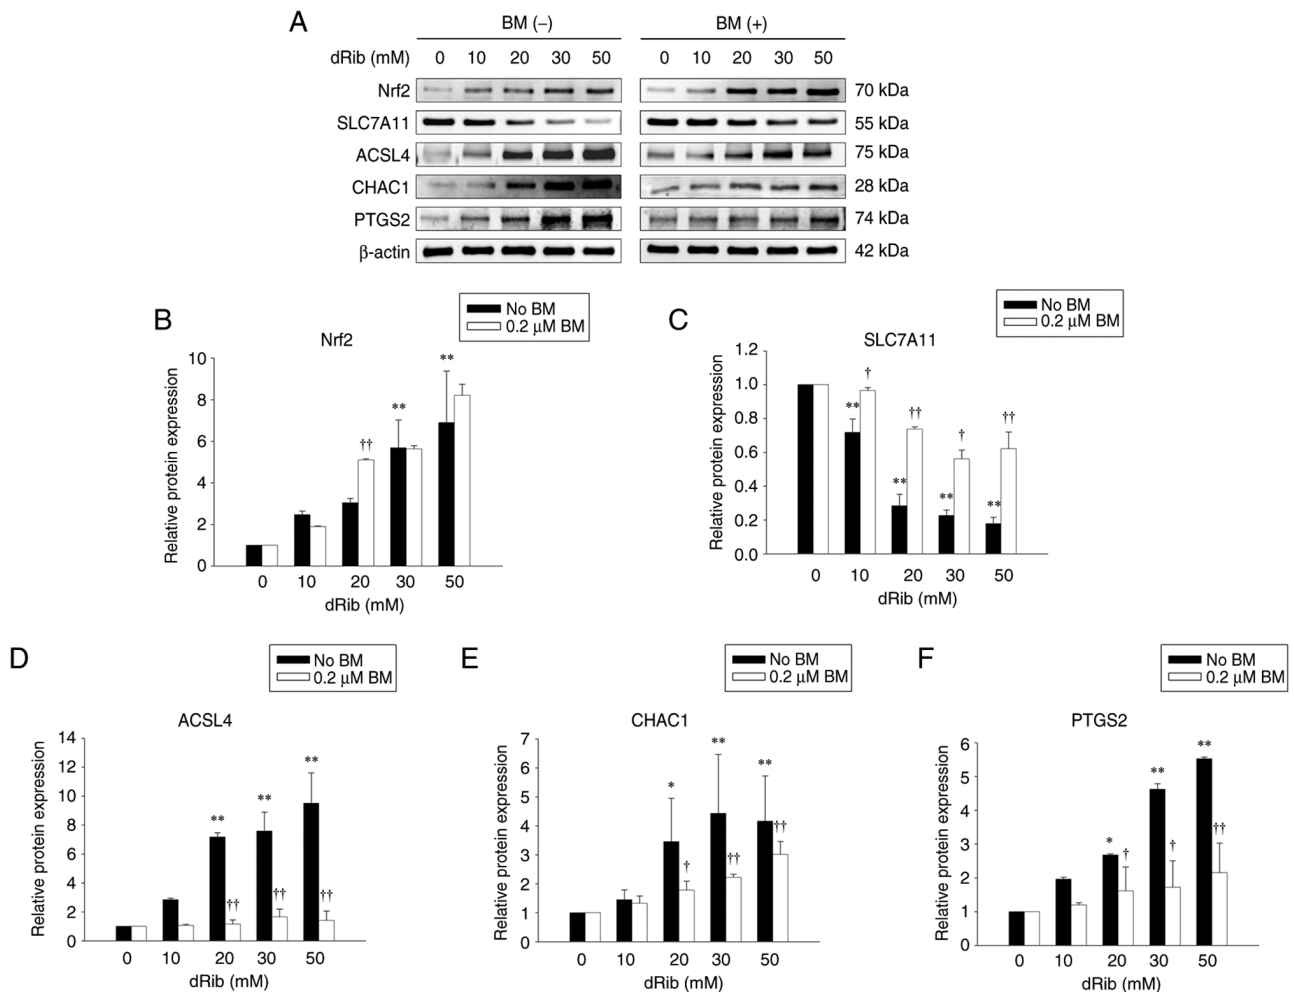 A
BM (–)
BM (+)
dRib (mM) 0 10 20 30 50 0 10 20 30 50
Nrf2 70 kDa
SLC7A11 55 kDa
ACSL4 75 kDa
CHAC1 28 kDa
PTGS2 74 kDa
β-actin 42 kDa
B
No BM
0.2 µM BM
Nrf2
Relative protein expression
10
8
6
4
2
0
††
**
**
0 10 20 30 50
dRib (mM)
C
No BM
0.2 µM BM
SLC7A11
Relative protein expression
1.2
1.0
0.8
0.6
0.4
0.2
0.0
**
†
**
††
**
†
**
††
0 10 20 30 50
dRib (mM)
D
No BM
0.2 µM BM
ACSL4
Relative protein expression
14
12
10
8
6
4
2
0
**
††
**
††
**
††
0 10 20 30 50
dRib (mM)
E
No BM
0.2 µM BM
CHAC1
Relative protein expression
7
6
5
4
3
2
1
0
*
†
**
††
**
††
0 10 20 30 50
dRib (mM)
F
No BM
0.2 µM BM
PTGS2
Relative protein expression
6
5
4
3
2
1
0
*
†
**
†
**
††
0 10 20 30 50
dRib (mM)